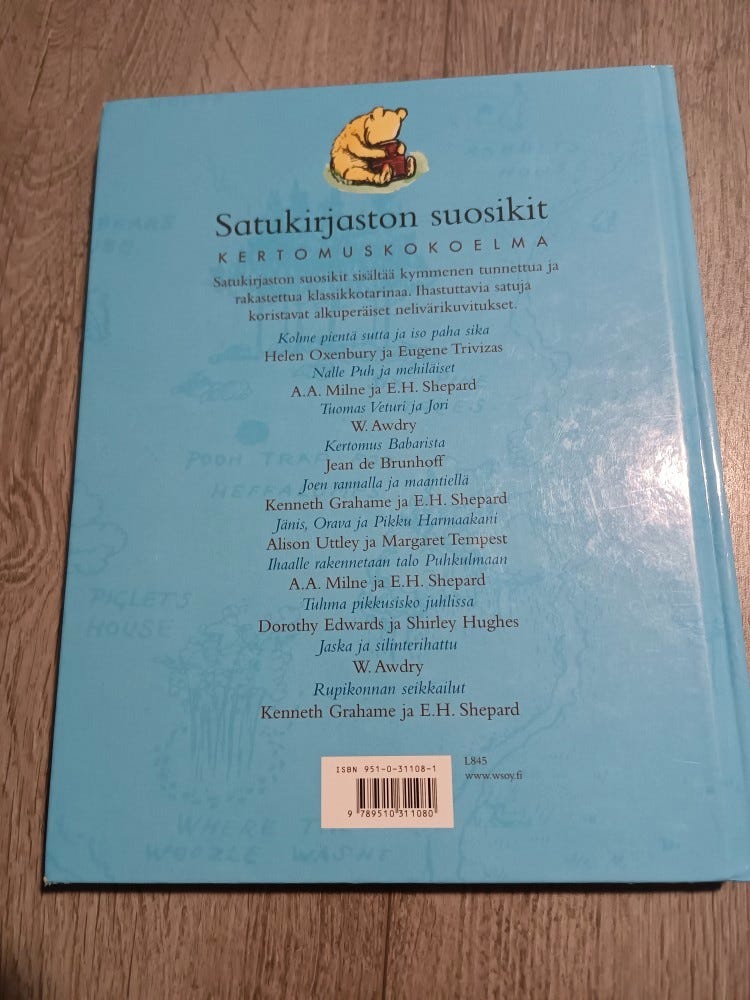 Satukirjaston suosikit
KERTOMUSKOKOELMA
Satukirjaston suosikit sisältää kymmenen tunnettua ja
rakastettua klassikkotarinaa. Ihastuttavia satuja
koristavat alkuperäiset nelivärikuvitukset.
Kolme pientä sutta ja iso paha sika
Helen Oxenbury ja Eugene Trivizas
Nalle Puh ja mehiläiset
A.A. Milne ja E.H. Shepard
Tuomas Veturi ja Jori
W. Awdry
Kertomus Babarista
Jean de Brunhoff
POOH TRAP
HEFFA
Joen rannalla ja maantiellä
Kenneth Grahame ja E.H. Shepard
Jänis, Orava ja Pikku Harmaakani
Alison Uttley ja Margaret Tempest
Ihaalle rakennetaan talo Puhkulmaan
A.A. Milne ja E.H. Shepard
Tuhma pikkusisko juhlissa
PIGLETS
HOUSE
Dorothy Edwards ja Shirley Hughes
Jaska ja silinterihattu
W. Awdry
Rupikonnan seikkailut
Kenneth Grahame ja E.H. Shepard
ISBN 951-0-31108-1
9 789510 311080
L845
www.wsoy.fi
WHERE T
WOOZLE WASNT